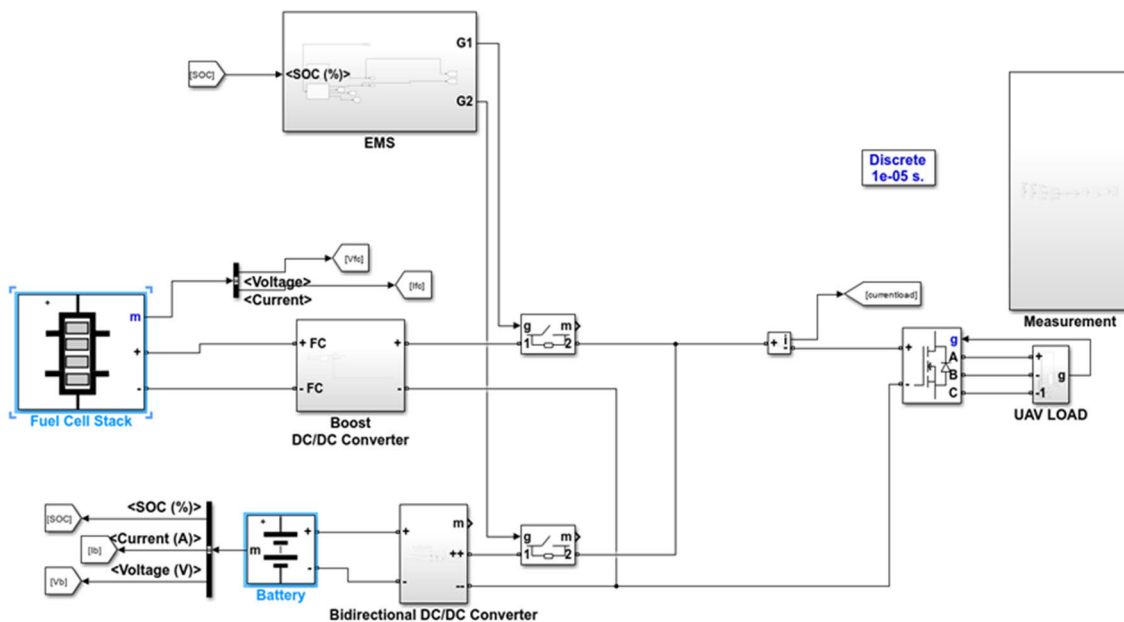 G1
[SOC]
<SOC (%)>
G2
EMS
Discrete
1e-05 s.
[Vfc]
<Voltage>
[Ifc]
<Current>
[currentload]
Measurement
+
m
+
-
Fuel Cell Stack
+ FC
+
- FC
-
Boost
DC/DC Converter
g
m
1
2
+
i
-
+
-
g
A
B
C
+
-
-1
g
UAV LOAD
<SOC (%)>
[SOC]
<Current (A)>
[Ib]
<Voltage (V)>
[Vb]
+
m
+
-
Battery
+
-
m
++
--
Bidirectional DC/DC Converter
g
m
1
2